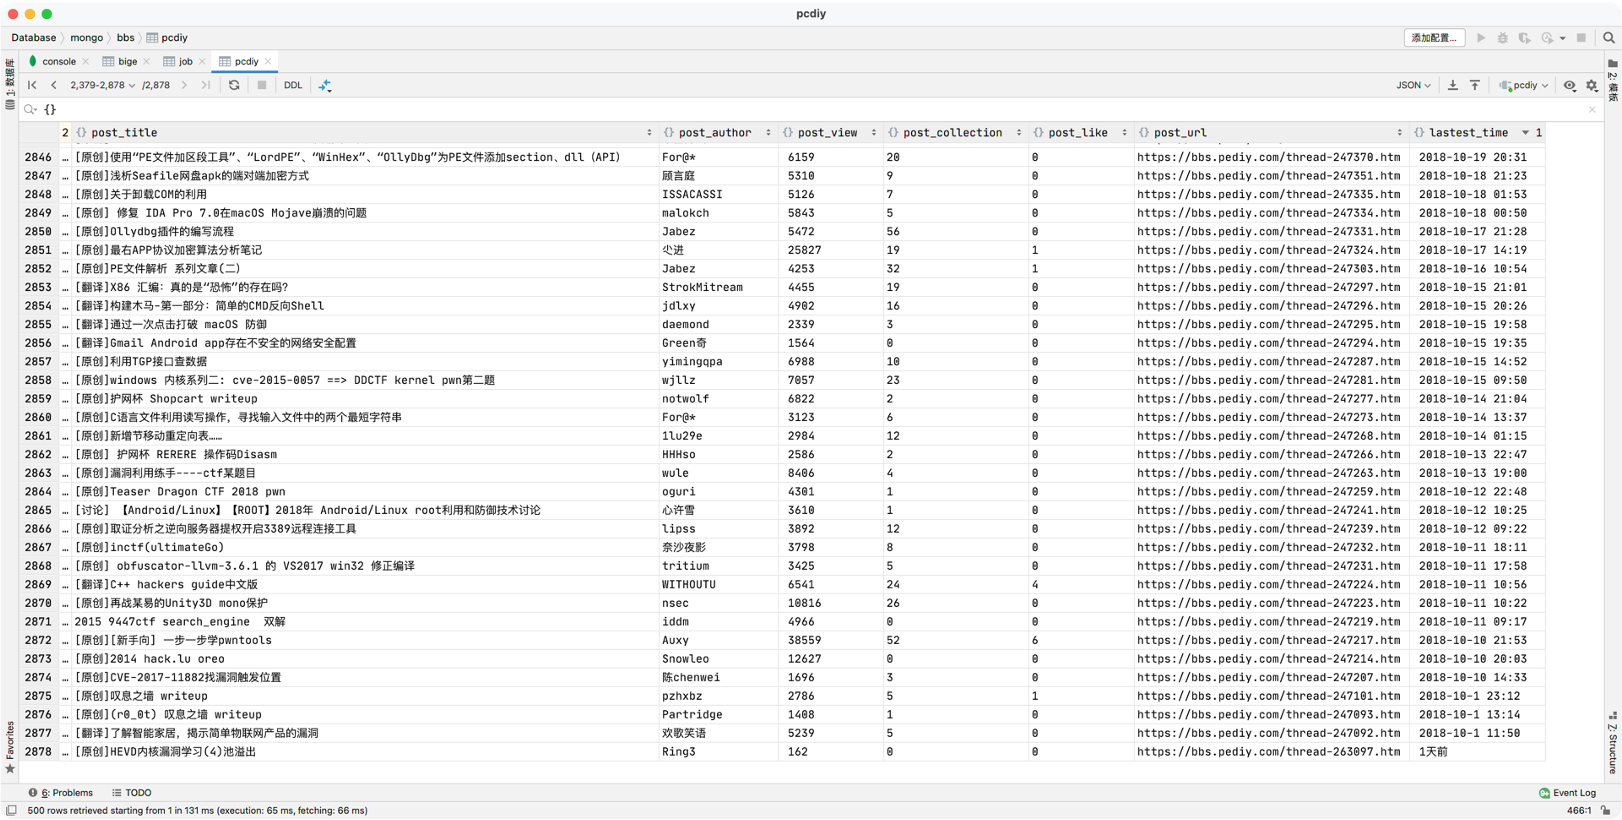 pcdiy
Database mongo bbs pcdiy 添加配置...
console bige job pcdiy
2,379-2,878 /2,878 DDL JSON pcdiy
{}
2 post_title post_author post_view post_collection post_like post_url lastest_time 1
2846 … [原创]使用“PE文件加区段工具”、“LordPE”、“WinHex”、“OllyDbg”为PE文件添加section、dll（API） For@* 6159 20 0 https://bbs.pediy.com/thread-247370.htm 2018-10-19 20:31
2847 … [原创]浅析Seafile网盘apk的端对端加密方式 顾言庭 5310 9 0 https://bbs.pediy.com/thread-247351.htm 2018-10-18 21:23
2848 … [原创]关于卸载COM的利用 ISSACASSI 5126 7 0 https://bbs.pediy.com/thread-247335.htm 2018-10-18 01:53
2849 … [原创] 修复 IDA Pro 7.0在macOS Mojave崩溃的问题 malokch 5843 5 0 https://bbs.pediy.com/thread-247334.htm 2018-10-18 00:50
2850 … [原创]Ollydbg插件的编写流程 Jabez 5472 56 0 https://bbs.pediy.com/thread-247331.htm 2018-10-17 21:28
2851 … [原创]最右APP协议加密算法分析笔记 尐进 25827 19 1 https://bbs.pediy.com/thread-247324.htm 2018-10-17 14:19
2852 … [原创]PE文件解析 系列文章(二) Jabez 4253 32 1 https://bbs.pediy.com/thread-247303.htm 2018-10-16 10:54
2853 … [翻译]X86 汇编：真的是“恐怖”的存在吗? StrokMitream 4455 19 0 https://bbs.pediy.com/thread-247297.htm 2018-10-15 21:01
2854 … [翻译]构建木马-第一部分：简单的CMD反向Shell jdlxy 4902 16 0 https://bbs.pediy.com/thread-247296.htm 2018-10-15 20:26
2855 … [翻译]通过一次点击打破 macOS 防御 daemond 2339 3 0 https://bbs.pediy.com/thread-247295.htm 2018-10-15 19:58
2856 … [翻译]Gmail Android app存在不安全的网络安全配置 Green奇 1564 0 0 https://bbs.pediy.com/thread-247294.htm 2018-10-15 19:35
2857 … [原创]利用TGP接口查数据 yimingqpa 6988 10 0 https://bbs.pediy.com/thread-247287.htm 2018-10-15 14:52
2858 … [原创]windows 内核系列二: cve-2015-0057 ==> DDCTF kernel pwn第二题 wjllz 7057 23 0 https://bbs.pediy.com/thread-247281.htm 2018-10-15 09:50
2859 … [原创]护网杯 Shopcart writeup notwolf 6822 2 0 https://bbs.pediy.com/thread-247277.htm 2018-10-14 21:04
2860 … [原创]C语言文件利用读写操作，寻找输入文件中的两个最短字符串 For@* 3123 6 0 https://bbs.pediy.com/thread-247273.htm 2018-10-14 13:37
2861 … [原创]新增节移动重定向表…… 1lu29e 2984 12 0 https://bbs.pediy.com/thread-247268.htm 2018-10-14 01:15
2862 … [原创] 护网杯 RERERE 操作码Disasm HHHso 2586 2 0 https://bbs.pediy.com/thread-247266.htm 2018-10-13 22:47
2863 … [原创]漏洞利用练手----ctf某题目 wule 8406 4 0 https://bbs.pediy.com/thread-247263.htm 2018-10-13 19:00
2864 … [原创]Teaser Dragon CTF 2018 pwn oguri 4301 1 0 https://bbs.pediy.com/thread-247259.htm 2018-10-12 22:48
2865 … [讨论] 【Android/Linux】【ROOT】2018年 Android/Linux root利用和防御技术讨论 心许雪 3610 1 0 https://bbs.pediy.com/thread-247241.htm 2018-10-12 10:25
2866 … [原创]取证分析之逆向服务器提权开启3389远程连接工具 lipss 3892 12 0 https://bbs.pediy.com/thread-247239.htm 2018-10-12 09:22
2867 … [原创]inctf(ultimateGo) 奈沙夜影 3798 8 0 https://bbs.pediy.com/thread-247232.htm 2018-10-11 18:11
2868 … [原创] obfuscator-llvm-3.6.1 的 VS2017 win32 修正编译 tritium 3425 5 0 https://bbs.pediy.com/thread-247231.htm 2018-10-11 17:58
2869 … [翻译]C++ hackers guide中文版 WITHOUTU 6541 24 4 https://bbs.pediy.com/thread-247224.htm 2018-10-11 10:56
2870 … [原创]再战某易的Unity3D mono保护 nsec 10816 26 0 https://bbs.pediy.com/thread-247223.htm 2018-10-11 10:22
2871 … 2015 9447ctf search_engine 双解 iddm 4966 0 0 https://bbs.pediy.com/thread-247219.htm 2018-10-11 09:17
2872 … [原创][新手向] 一步一步学pwntools Auxy 38559 52 6 https://bbs.pediy.com/thread-247217.htm 2018-10-10 21:53
2873 … [原创]2014 hack.lu oreo Snowleo 12627 0 0 https://bbs.pediy.com/thread-247214.htm 2018-10-10 20:03
2874 … [原创]CVE-2017-11882找漏洞触发位置 陈chenwei 1696 3 0 https://bbs.pediy.com/thread-247207.htm 2018-10-10 14:33
2875 … [原创]叹息之墙 writeup pzhxbz 2786 5 1 https://bbs.pediy.com/thread-247101.htm 2018-10-1 23:12
2876 … [原创](r0_0t) 叹息之墙 writeup Partridge 1408 1 0 https://bbs.pediy.com/thread-247093.htm 2018-10-1 13:14
2877 … [翻译]了解智能家居，揭示简单物联网产品的漏洞 欢歌笑语 5239 5 0 https://bbs.pediy.com/thread-247092.htm 2018-10-1 11:50
2878 … [原创]HEVD内核漏洞学习(4)池溢出 Ring3 162 0 0 https://bbs.pediy.com/thread-263097.htm 1天前
1: 数据库
Favorites
2: 模板
Z: Structure
6: Problems TODO Event Log
500 rows retrieved starting from 1 in 131 ms (execution: 65 ms, fetching: 66 ms) 466:1